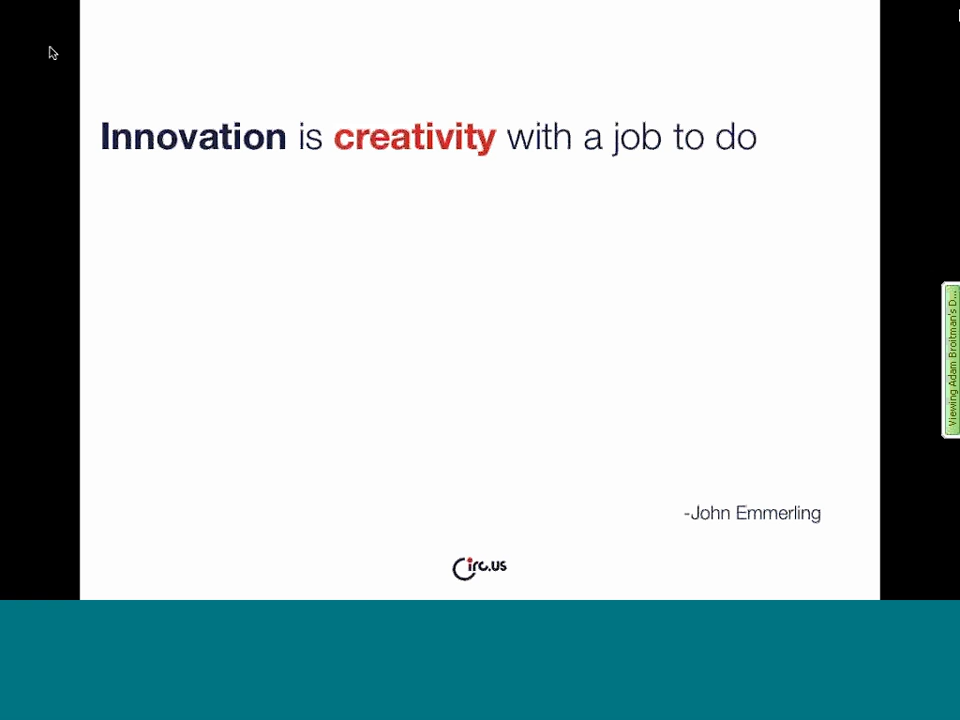 Innovation is creativity with a job to do
Viewing Adam Broitman's D...
-John Emmerling
Circ.us